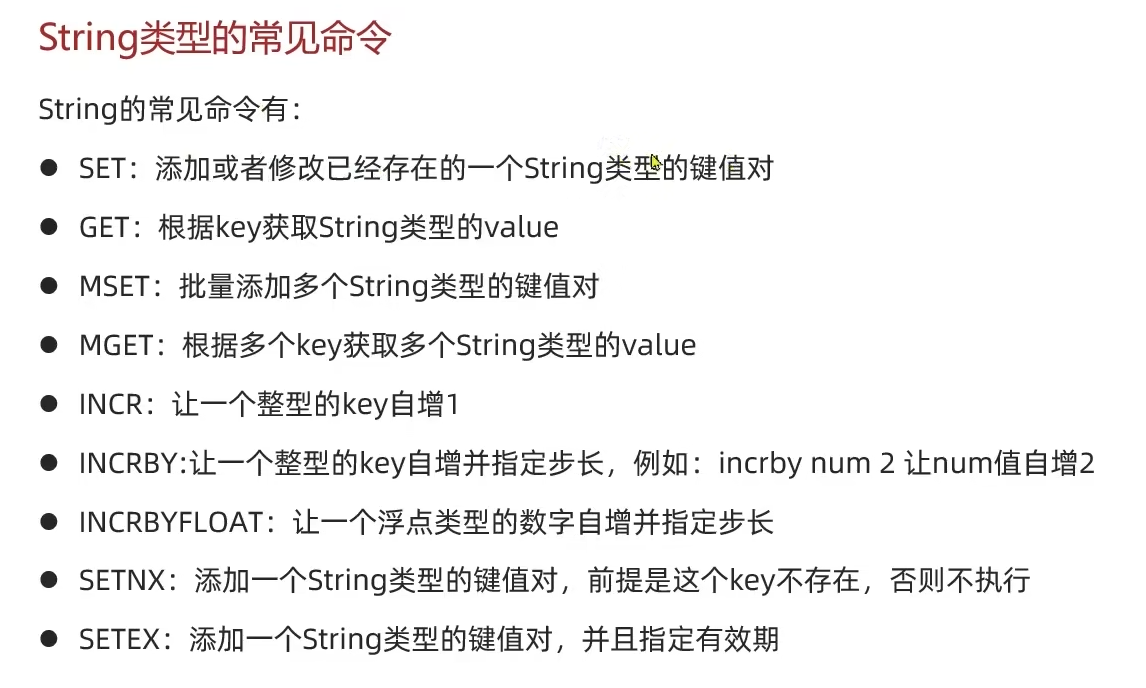 String类型的常见命令
String的常见命令有：
● SET：添加或者修改已经存在的一个String类型的键值对
● GET：根据key获取String类型的value
● MSET：批量添加多个String类型的键值对
● MGET：根据多个key获取多个String类型的value
● INCR：让一个整型的key自增1
● INCRBY:让一个整型的key自增并指定步长，例如：incrby num 2 让num值自增2
● INCRBYFLOAT：让一个浮点类型的数字自增并指定步长
● SETNX：添加一个String类型的键值对，前提是这个key不存在，否则不执行
● SETEX：添加一个String类型的键值对，并且指定有效期